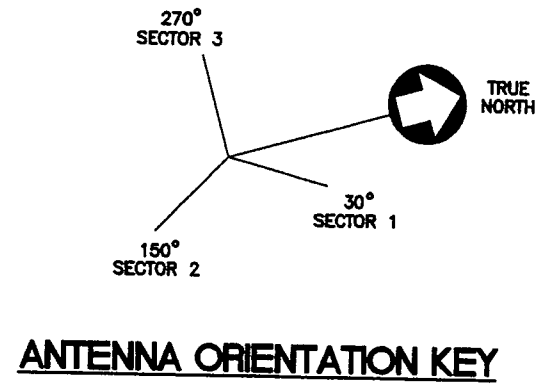 270°
SECTOR 3
TRUE
NORTH
30°
SECTOR 1
150°
SECTOR 2
ANTENNA ORIENTATION KEY